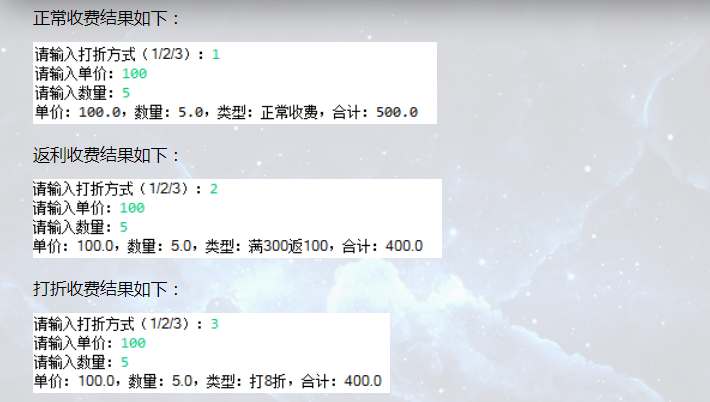 正常收费结果如下：
请输入打折方式（1/2/3）：1
请输入单价：100
请输入数量：5
单价：100.0，数量：5.0，类型：正常收费，合计：500.0
返利收费结果如下：
请输入打折方式（1/2/3）：2
请输入单价：100
请输入数量：5
单价：100.0，数量：5.0，类型：满300返100，合计：400.0
打折收费结果如下：
请输入打折方式（1/2/3）：3
请输入单价：100
请输入数量：5
单价：100.0，数量：5.0，类型：打8折，合计：400.0